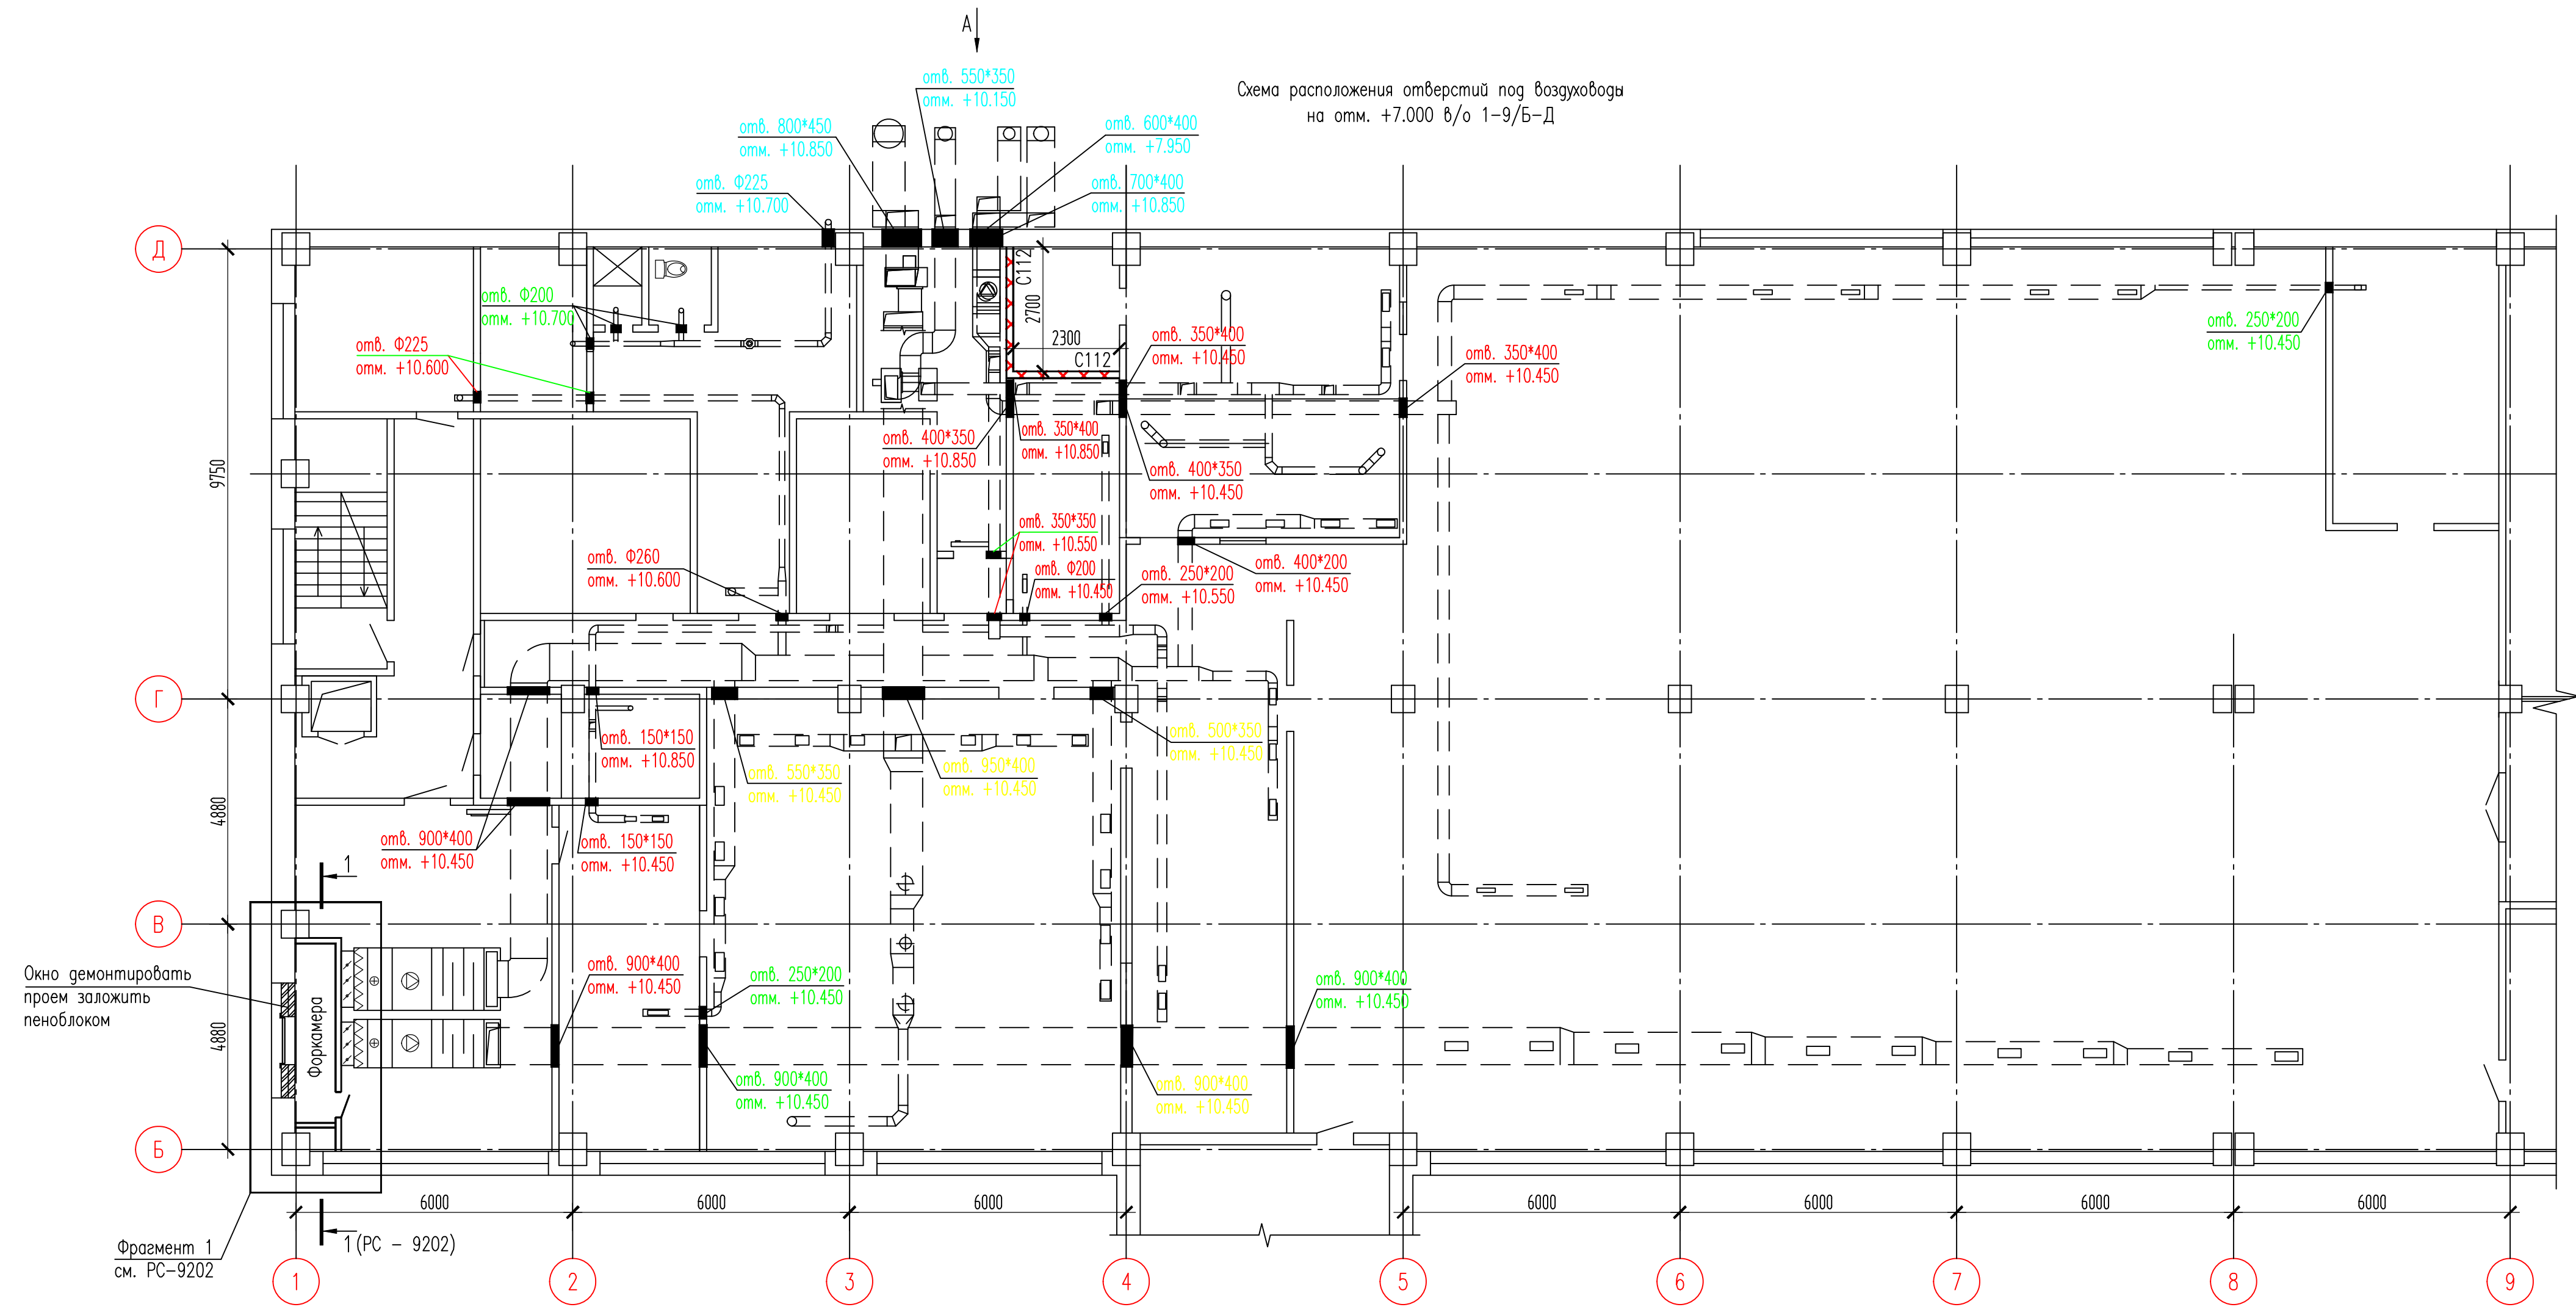 А
Схема расположения отверстий под воздуховоды
на отм. +7.000 в/о 1-9/Б-Д
отв. 550*350
отм. +10.150
отв. 800*450
отм. +10.850
отв. 600*400
отм. +7.950
отв. Ф225
отм. +10.700
отв. 700*400
отм. +10.850
Д
отв. Ф200
отм. +10.700
отв. Ф225
отм. +10.600
2700
С112
2300
С112
отв. 350*400
отм. +10.450
отв. 350*400
отм. +10.450
отв. 250*200
отм. +10.450
отв. 400*350
отм. +10.850
отв. 350*400
отм. +10.850
отв. 400*350
отм. +10.450
9750
отв. 350*350
отм. +10.550
отв. Ф260
отм. +10.600
отв. Ф200
отм. +10.450
отв. 250*200
отм. +10.550
отв. 400*200
отм. +10.450
Г
отв. 150*150
отм. +10.850
отв. 550*350
отм. +10.450
отв. 950*400
отм. +10.450
отв. 500*350
отм. +10.450
4880
отв. 900*400
отм. +10.450
отв. 150*150
отм. +10.450
1
В
Окно демонтировать
проем заложить
пеноблоком
Форкамера
4880
отв. 900*400
отм. +10.450
отв. 250*200
отм. +10.450
отв. 900*400
отм. +10.450
отв. 900*400
отм. +10.450
отв. 900*400
отм. +10.450
Б
6000
6000
6000
6000
6000
6000
6000
1 (РС - 9202)
Фрагмент 1
см. РС-9202
1
2
3
4
5
6
7
8
9